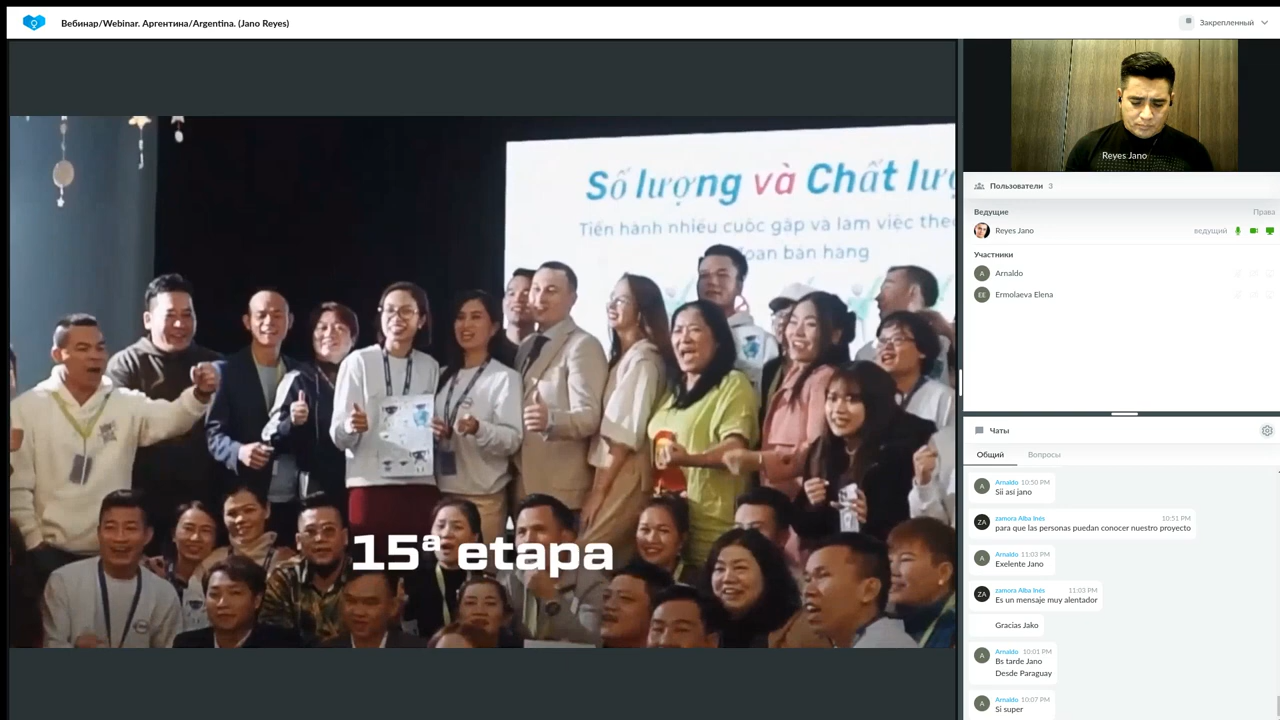 Вебинар/Webinar. Аргентина/Argentina. (Jano Reyes)
Закрепленный
Số lượng và Chất
Tiến hành nhiều cuộc gặp và làm việc
bán hàng
15ª etapa
Reyes Jano
Пользователи 3
Ведущие Права
Reyes Jano ведущий
Участники
A Arnaldo
EE Ermolaeva Elena
Чаты
Общий Вопросы
A Arnaldo 10:50 PM
Sii así jano
ZA zamora Alba Inés 10:51 PM
para que las personas puedan conocer nuestro proyecto
A Arnaldo 11:03 PM
Exelente Jano
ZA zamora Alba Inés 11:03 PM
Es un mensaje muy alentador
Gracias Jako
A Arnaldo 10:01 PM
Bs tarde Jano
Desde Paraguay
A Arnaldo 10:07 PM
Si super